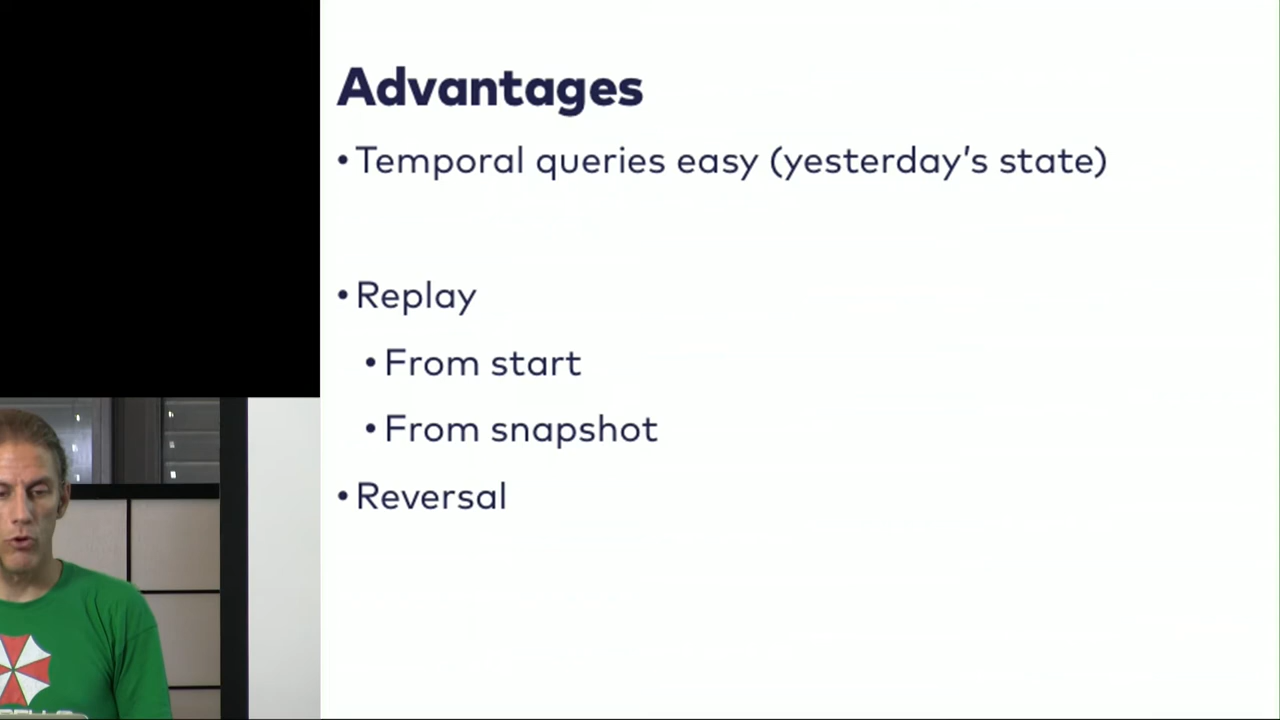 Advantages
• Temporal queries easy (yesterday's state)
• Replay
• From start
• From snapshot
• Reversal